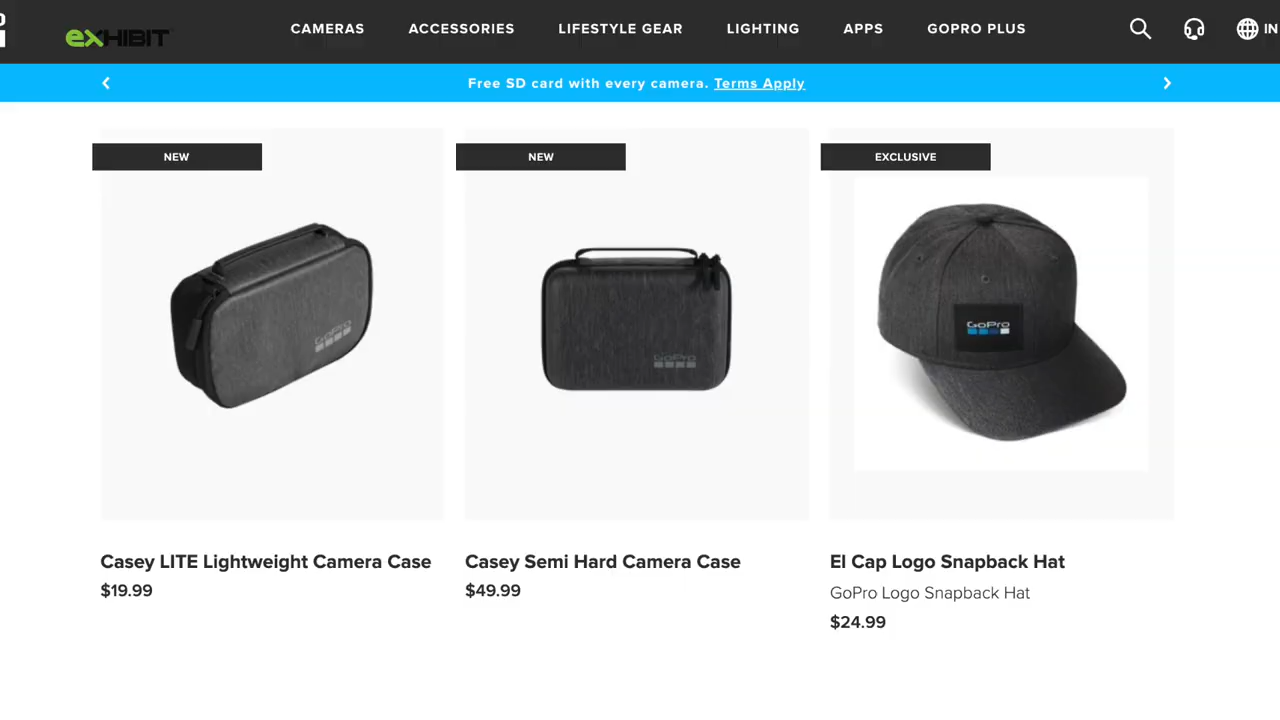 exHIBIT
CAMERAS ACCESSORIES LIFESTYLE GEAR LIGHTING APPS GOPRO PLUS IN
Free SD card with every camera. Terms Apply
NEW NEW EXCLUSIVE
GoPro
GoPro
GoPro
Casey LITE Lightweight Camera Case
$19.99
Casey Semi Hard Camera Case
$49.99
El Cap Logo Snapback Hat
GoPro Logo Snapback Hat
$24.99